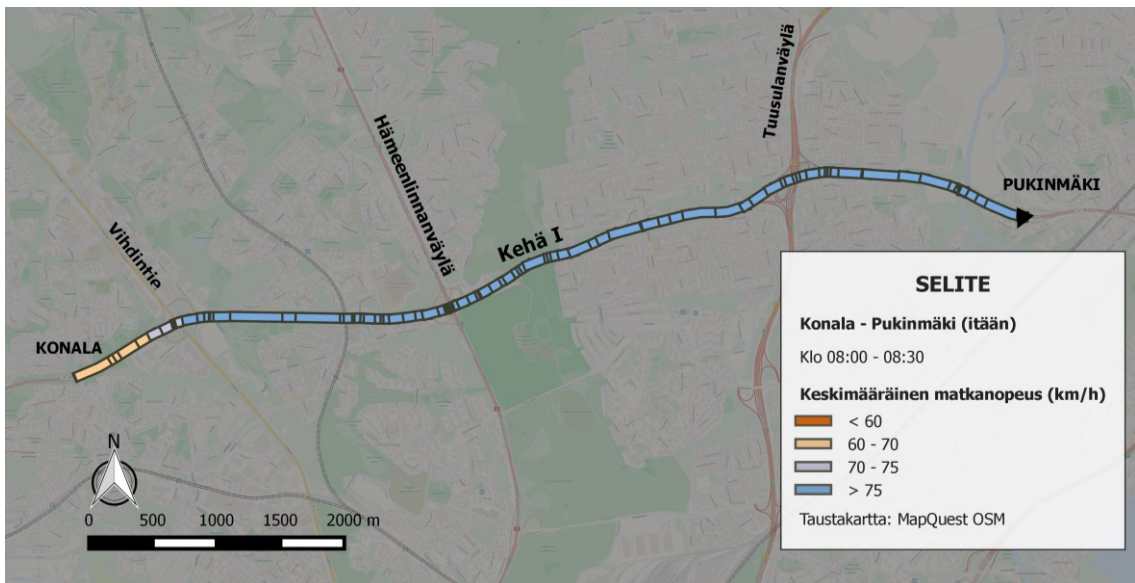 Tuusulanväylä
Hämeenlinnanväylä
PUKINMÄKI
Kehä I
Vihdintie
KONALA
N
0 500 1000 1500 2000 m
SELITE
Konala - Pukinmäki (itään)
Klo 08:00 - 08:30
Keskimääräinen matkanopeus (km/h)
< 60
60 - 70
70 - 75
> 75
Taustakartta: MapQuest OSM